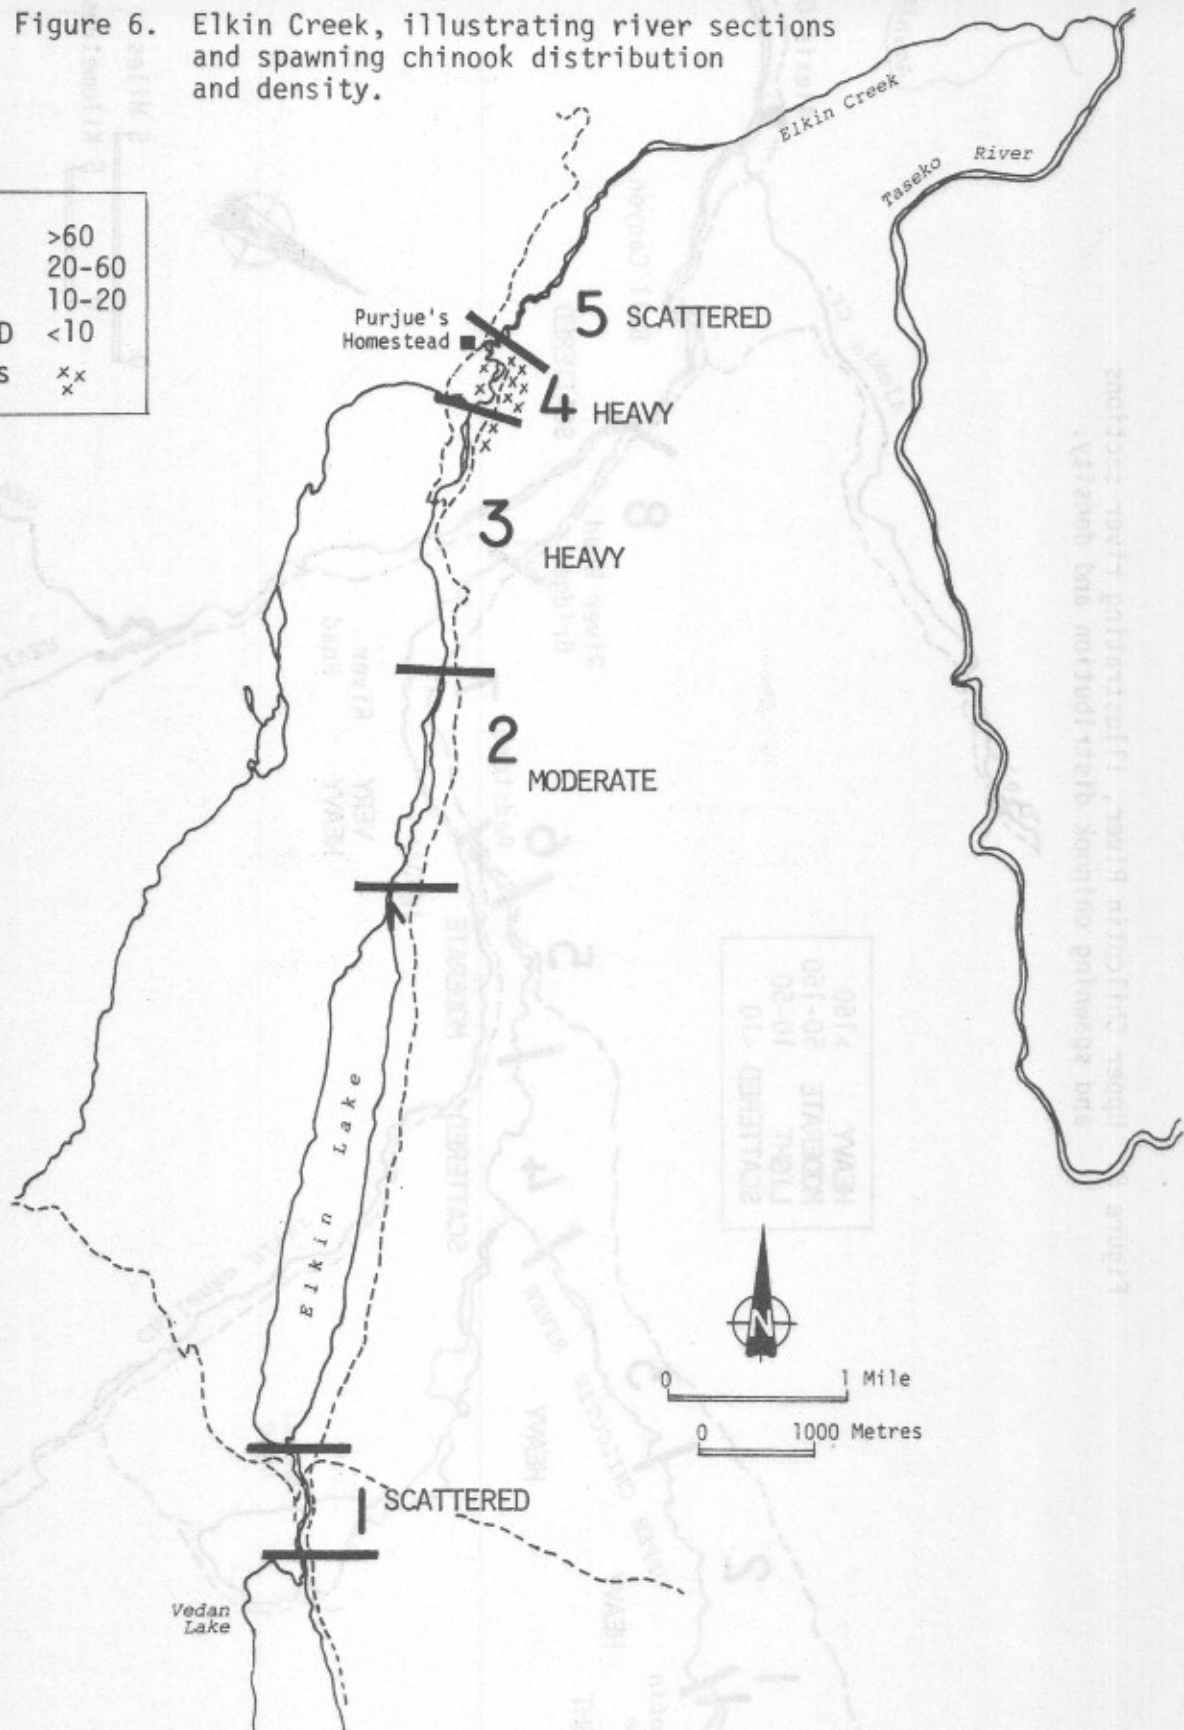 Figure 6. Elkin Creek, illustrating river sections
and spawning chinook distribution
and density.
Elkin Creek
Taseko River
>60
20-60
10-20
D <10
s xx
x
Purjue's
Homestead
5 SCATTERED
4 HEAVY
3
HEAVY
2
MODERATE
Elkin Lake
N
0 1 Mile
0 1000 Metres
1 SCATTERED
Vedan
Lake